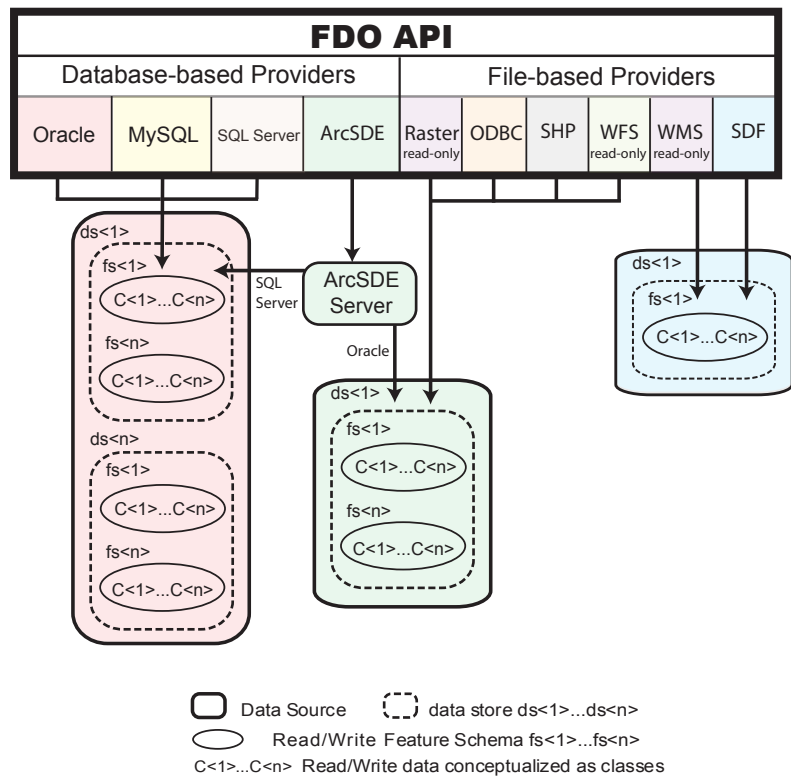 FDO API
Database-based Providers
File-based Providers
Oracle
MySQL
SQL Server
ArcSDE
Raster
read-only
ODBC
SHP
WFS
read-only
WMS
read-only
SDF
ds<1>
fs<1>
C<1>...C<n>
fs<n>
C<1>...C<n>
ds<n>
fs<1>
C<1>...C<n>
fs<n>
C<1>...C<n>
SQL
Server
ArcSDE
Server
Oracle
ds<1>
fs<1>
C<1>...C<n>
fs<n>
C<1>...C<n>
ds<1>
fs<1>
C<1>...C<n>
Data Source
data store ds<1>...ds<n>
Read/Write Feature Schema fs<1>...fs<n>
C<1>...C<n> Read/Write data conceptualized as classes